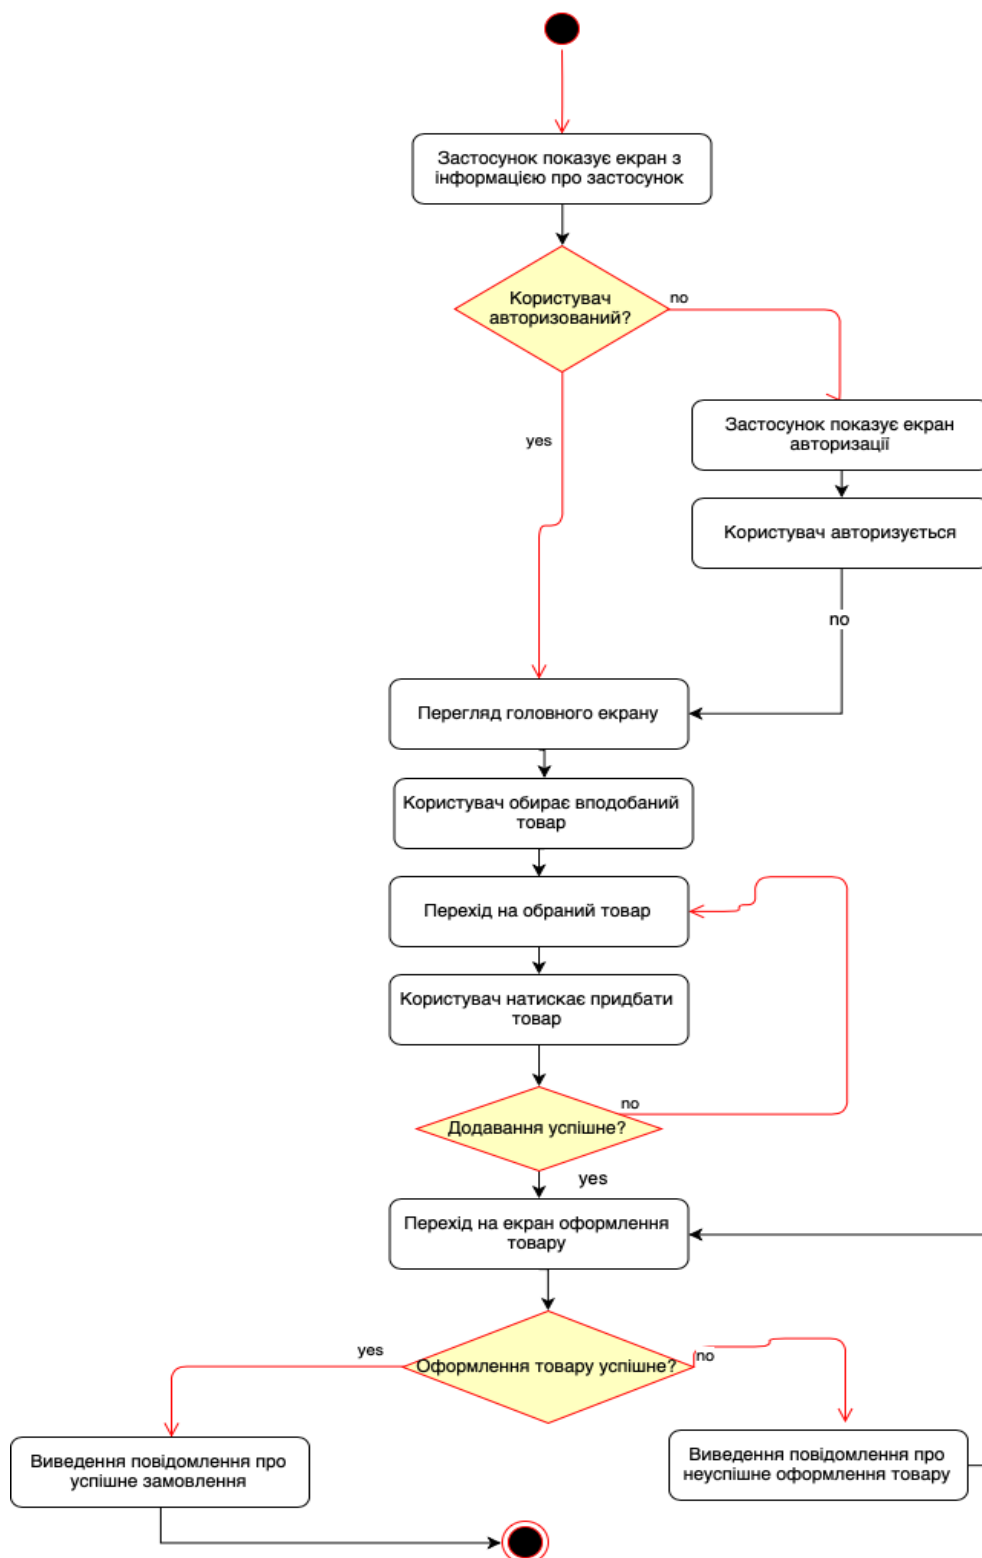 Застосунок показує екран з
інформацією про застосунок
Користувач
авторизований?
no
yes
Застосунок показує екран
авторизації
Користувач авторизується
no
Перегляд головного екрану
Користувач обирає вподобаний
товар
Перехід на обраний товар
Користувач натискає придбати
товар
no
Додавання успішне?
yes
Перехід на екран оформлення
товару
yes
Оформлення товару успішне?
no
Виведення повідомлення про
успішне замовлення
Виведення повідомлення про
неуспішне оформлення товару